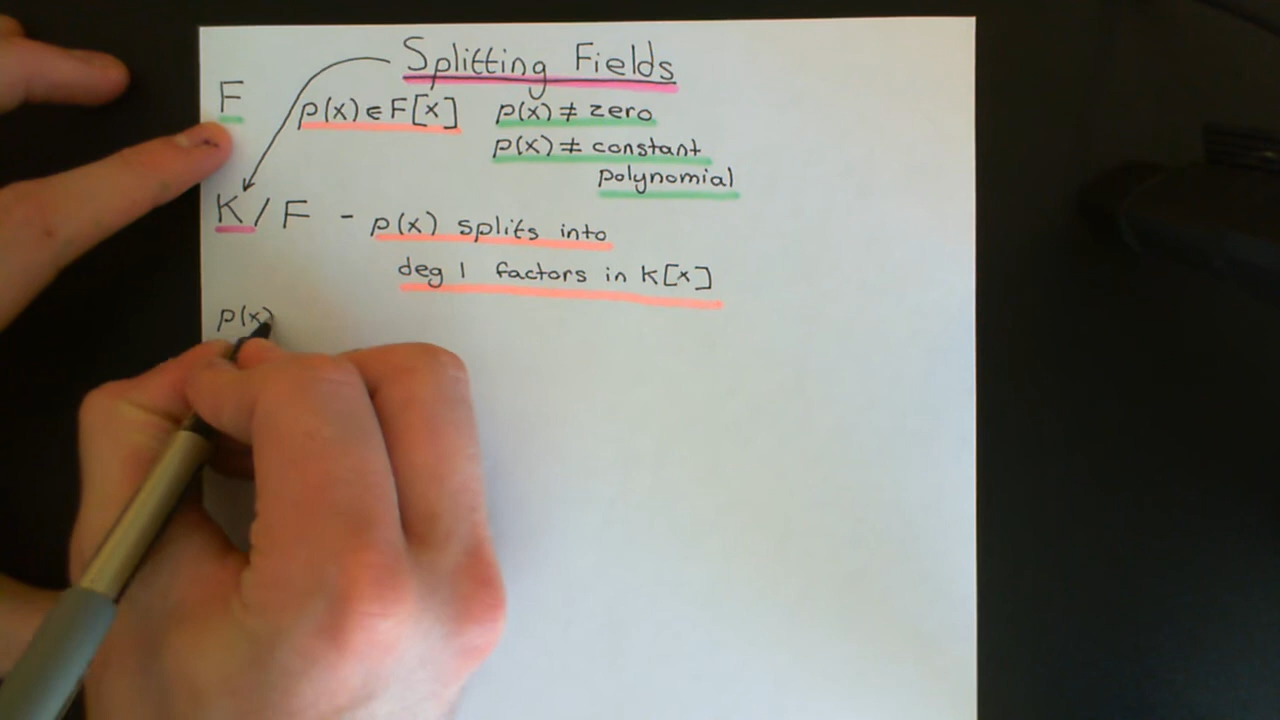 Splitting Fields
F
p(x) ∈ F[x] p(x) ≠ zero
p(x) ≠ constant
polynomial
K / F - p(x) splits into
deg 1 factors in K[x]
p(x)